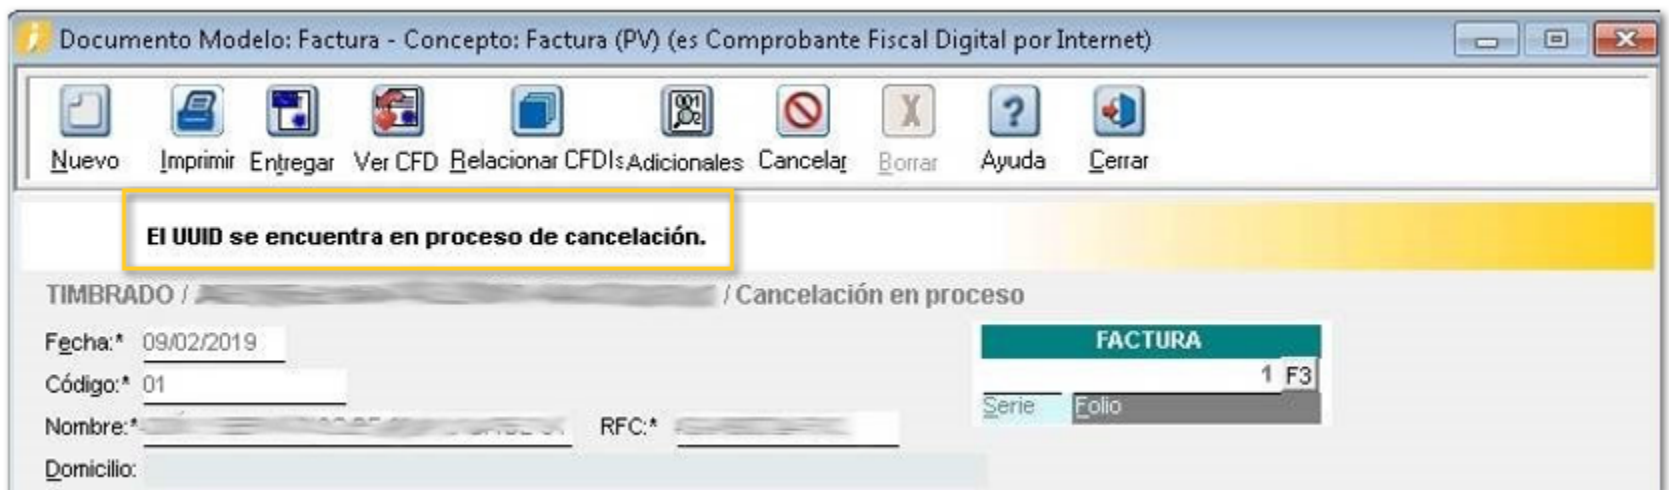 Documento Modelo: Factura - Concepto: Factura (PV) (es Comprobante Fiscal Digital por Internet)
Nuevo Imprimir Entregar Ver CFD Relacionar CFDIs Adicionales Cancelar Borrar Ayuda Cerrar
El UUID se encuentra en proceso de cancelación.
TIMBRADO / / Cancelación en proceso
Fecha:* 09/02/2019
FACTURA
Código:* 01
1 F3
Serie Folio
Nombre:* RFC:*
Domicilio: